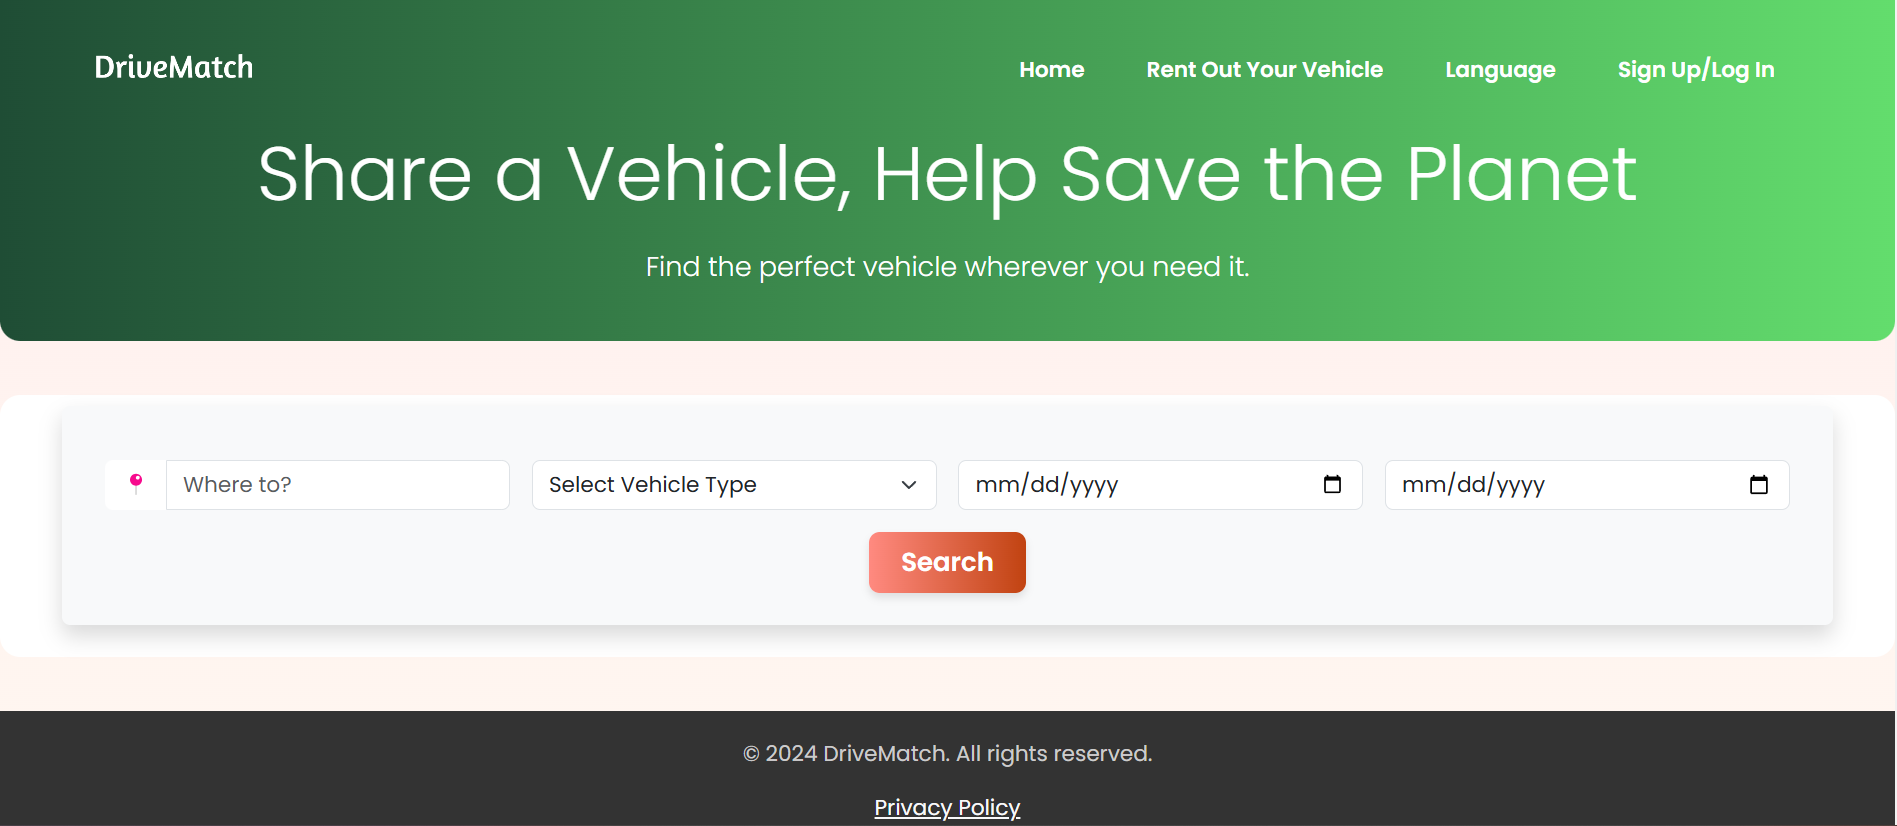 DriveMatch
Home Rent Out Your Vehicle Language Sign Up/Log In
Share a Vehicle, Help Save the Planet
Find the perfect vehicle wherever you need it.
Where to? Select Vehicle Type mm/dd/yyyy mm/dd/yyyy
Search
© 2024 DriveMatch. All rights reserved.
Privacy Policy